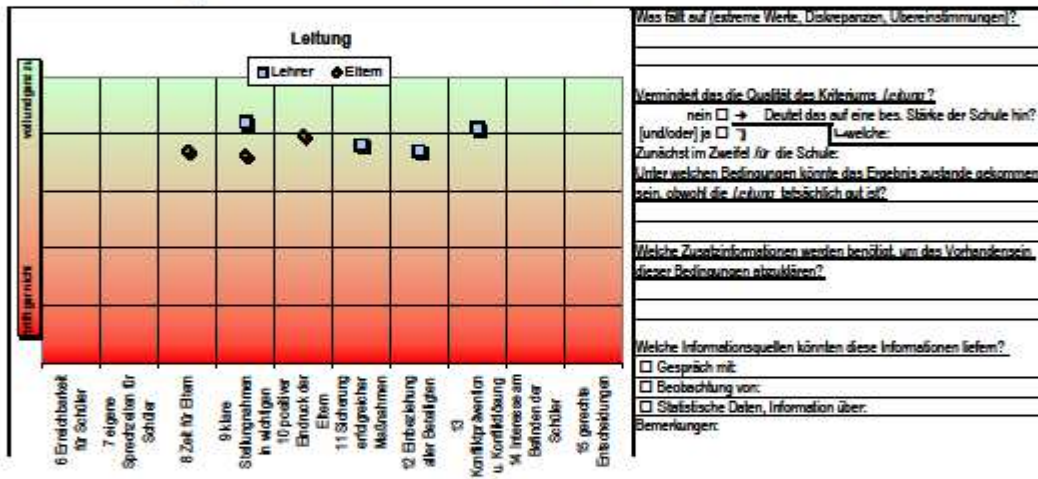 Leitung
Lehrer Eltern
voll und ganz zu
trifft gar nicht
6 Erreichbarkeit
für Schüler
7 eigene
Sprechzeiten für
Schüler
8 Zeit für Eltern
9 klare
Stellungnahmen
in wichtigen
10 positiver
Eindruck der
Eltern
11 Sicherung
erfolgreicher
Maßnahmen
12 Einbeziehung
aller Beteiligten
13
Konfliktprävention
u. Konfliktlösung
14 Interesse am
Befinden der
Schüler
15 gerechte
Entscheidungen
Was fällt auf (extreme Werte, Diskrepanzen, Übereinstimmungen)?
Vermindert das die Qualität des Kriteriums Leitung?
nein □ → Deutet das auf eine bes. Stärke der Schule hin?
[und/oder] ja □ welche:
Zunächst im Zweifel für die Schule:
Unter welchen Bedingungen könnte das Ergebnis zustande gekommen
sein, obwohl die Leitung tatsächlich gut ist?
Welche Zusatzinformationen werden benötigt, um das Vorhandensein
dieser Bedingungen abzuklären?
Welche Informationsquellen könnten diese Informationen liefern?
□ Gespräch mit:
□ Beobachtung von:
□ Statistische Daten, Information über:
Bemerkungen: